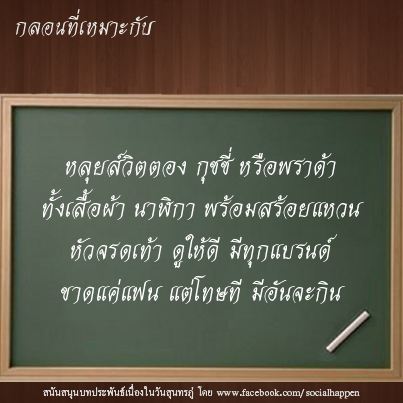 กลอนที่เหมาะกับ
หลุยส์วิตตอง กุชชี่ หรือพราด้า
ทั้งเสื้อผ้า นาฬิกา พร้อมสร้อยแหวน
หัวจรดเท้า ดูให้ดี มีทุกแบรนด์
ขาดแค่แฟน แต่โทษที มีอันจะกิน
สนับสนุนบทประพันธ์เนื่องในวันสุนทรภู่ โดย www.facebook.com/socialhappen